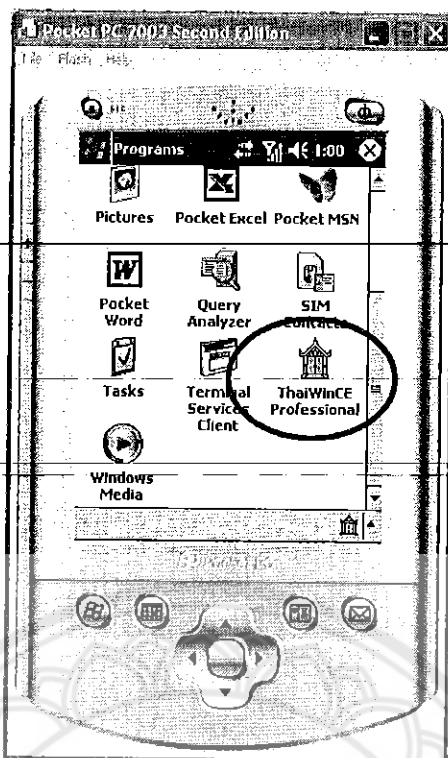 Pocket PC 2003 Second Edition
File Flash Help
Programs 1:00
Pictures Pocket Excel Pocket MSN
Pocket Word Query Analyzer SIM Contacts
Tasks Terminal Services Client ThaiWinCE Professional
Windows Media